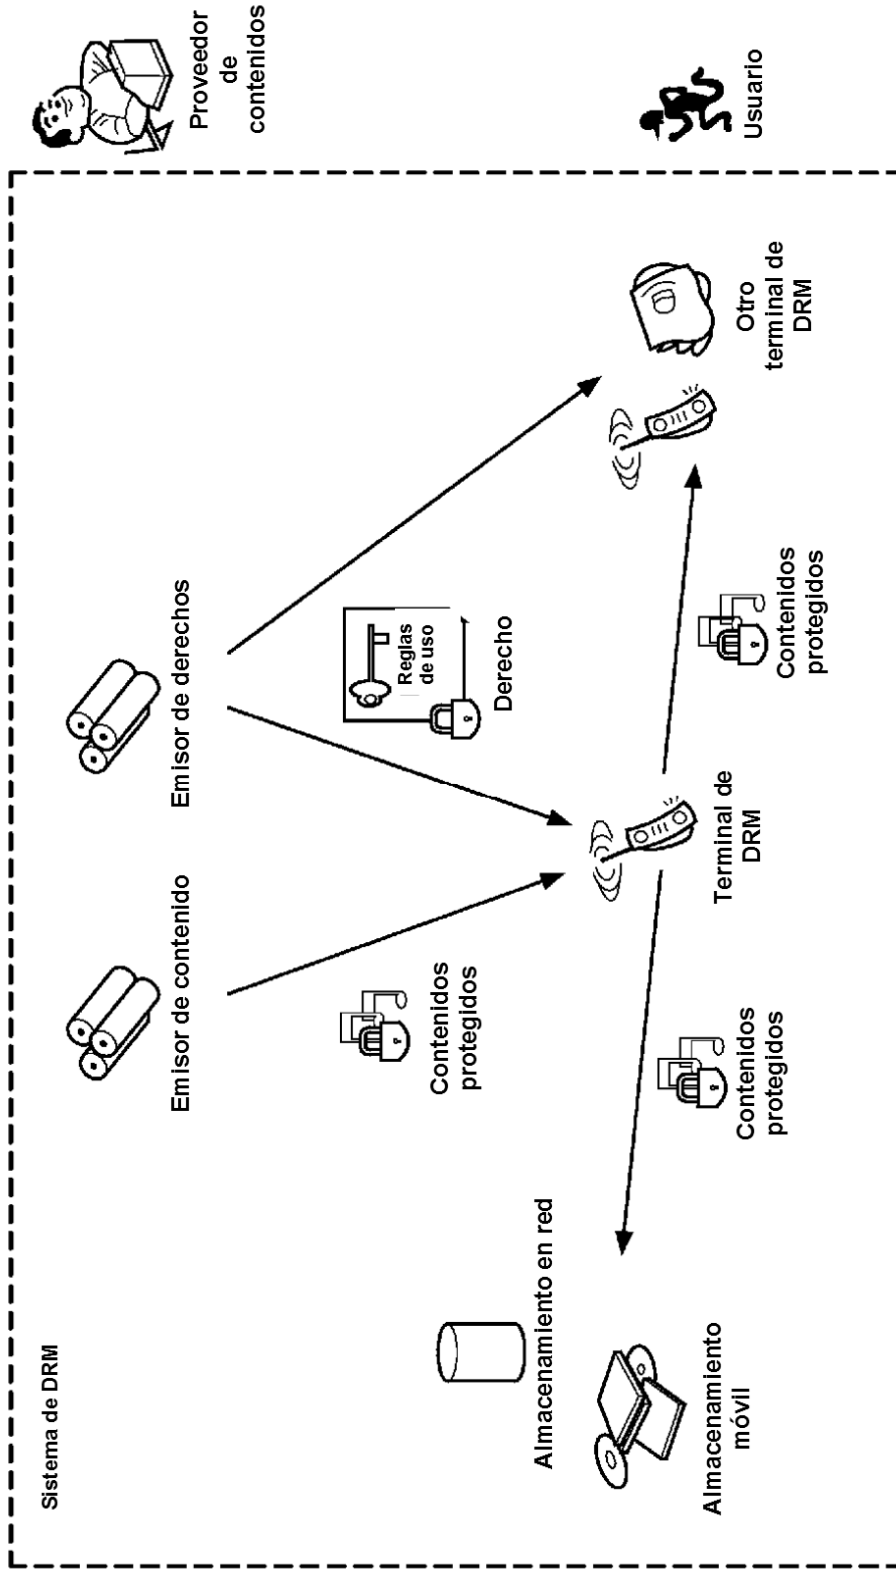 Sistema de DRM
Emisor de contenido
Emisor de derechos
Proveedor
de
contenidos
Contenidos
protegidos
Reglas
de uso
Derecho
Almacenamiento en red
Almacenamiento
móvil
Contenidos
protegidos
Terminal de
DRM
Contenidos
protegidos
Otro
terminal de
DRM
Usuario